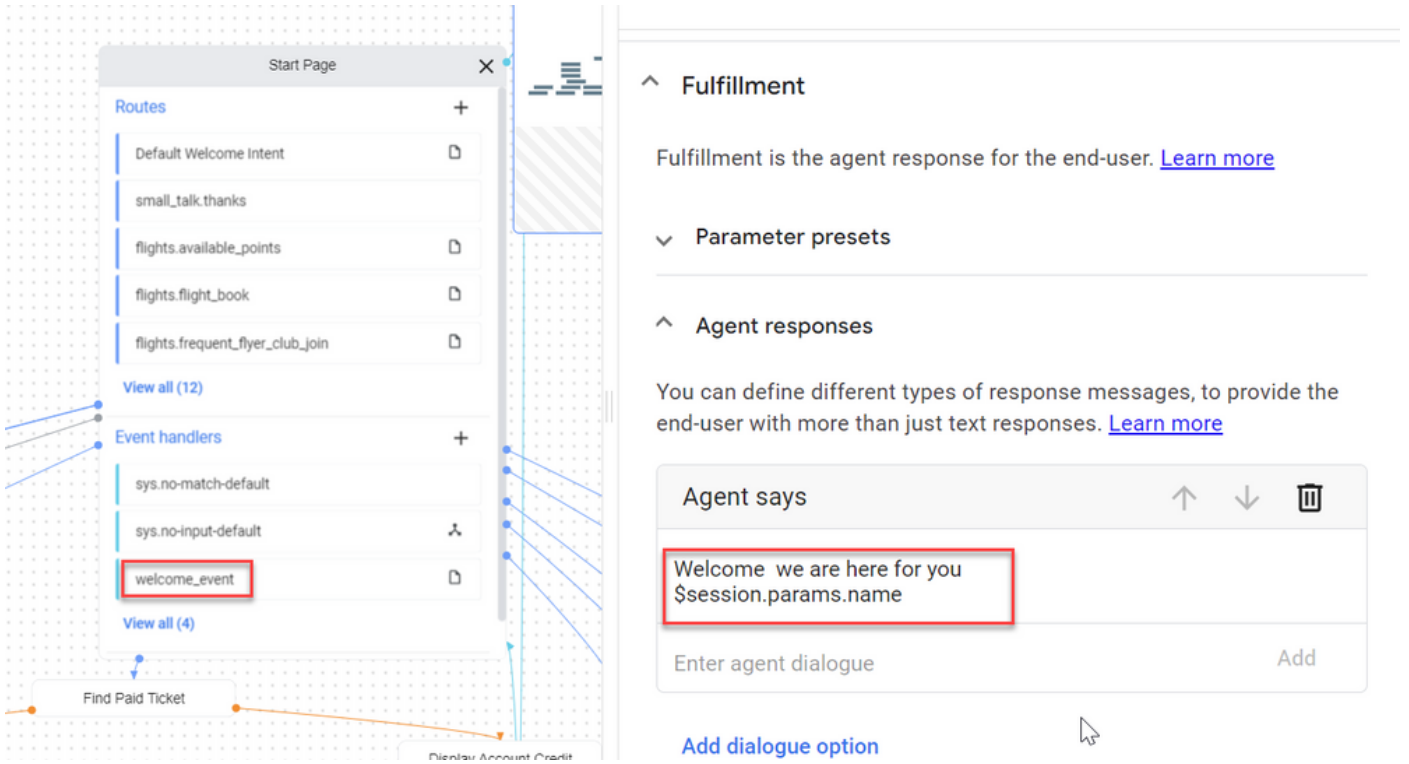 Start Page
Routes
Default Welcome Intent
small_talk.thanks
flights.available_points
flights.flight_book
flights.frequent_flyer_club_join
View all (12)
Event handlers
sys.no-match-default
sys.no-input-default
welcome_event
View all (4)
Find Paid Ticket
Display Account Credit
Fulfillment
Fulfillment is the agent response for the end-user. Learn more
Parameter presets
Agent responses
You can define different types of response messages, to provide the
end-user with more than just text responses. Learn more
Agent says
Welcome  we are here for you
$session.params.name
Enter agent dialogue
Add
Add dialogue option